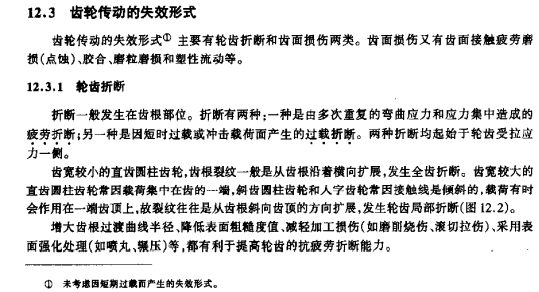 12.3 齿轮传动的失效形式
齿轮传动的失效形式① 主要有轮齿折断和齿面损伤两类。齿面损伤又有齿面接触疲劳磨
损(点蚀)、胶合、磨粒磨损和塑性流动等。
12.3.1 轮齿折断
折断一般发生在齿根部位。折断有两种:一种是由多次重复的弯曲应力和应力集中造成的
疲劳折断;另一种是因短时过载或冲击载荷而产生的过载折断。两种折断均起始于轮齿受拉应
力一侧。
齿宽较小的直齿圆柱齿轮,齿根裂纹一般是从齿根沿着横向扩展,发生全齿折断。齿宽较大的
直齿圆柱齿轮常因载荷集中在齿的一端,斜齿圆柱齿轮和人字齿轮常因接触线是倾斜的,载荷有时
会作用在一端齿顶上,故裂纹往往是从齿根斜向齿顶的方向扩展,发生轮齿局部折断(图12.2)。
增大齿根过渡曲线半径、降低表面粗糙度值、减轻加工损伤(如磨削烧伤、滚切拉伤)、采用表
面强化处理(如喷丸、辗压)等,都有利于提高轮齿的抗疲劳折断能力。
① 未考虑因短期过载而产生的失效形式。